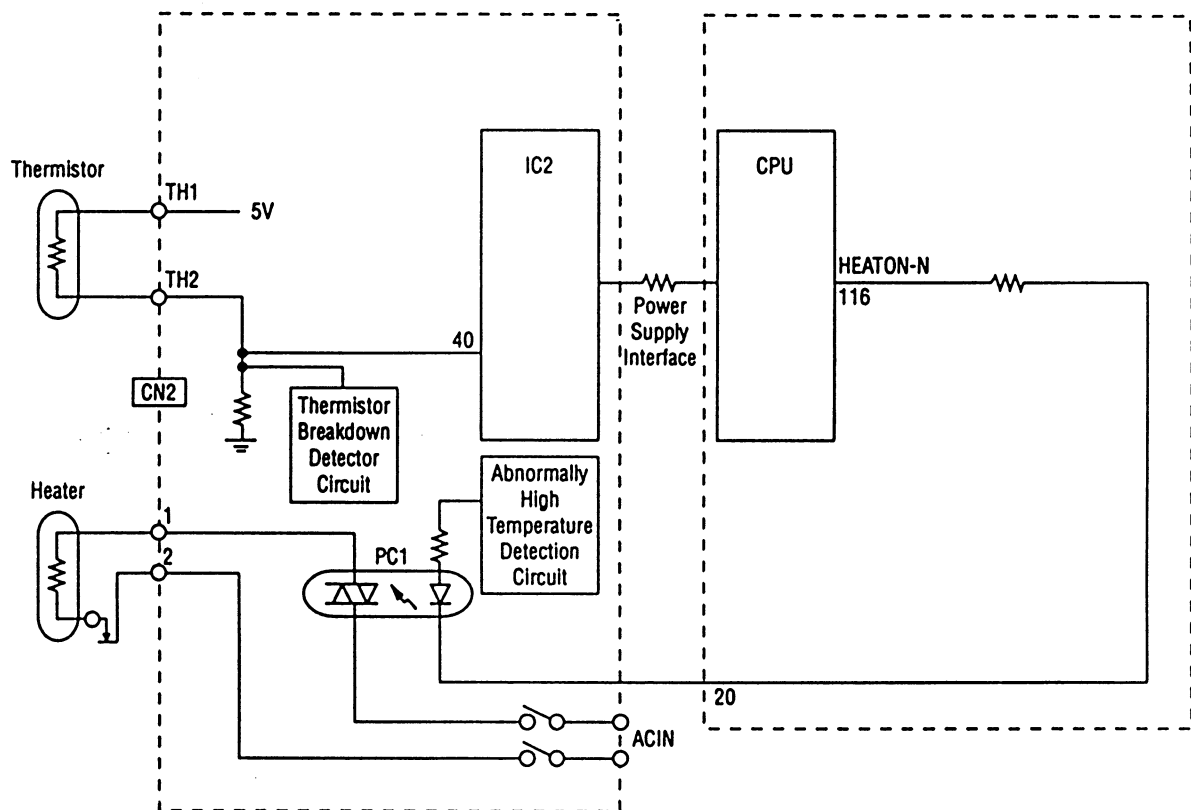 IC2
CPU
Thermistor
TH1
5V
TH2
HEATON-N
116
Power
Supply
Interface
40
CN2
Thermistor
Breakdown
Detector
Circuit
Abnormally
High
Temperature
Detection
Circuit
Heater
1
2
PC1
20
ACIN